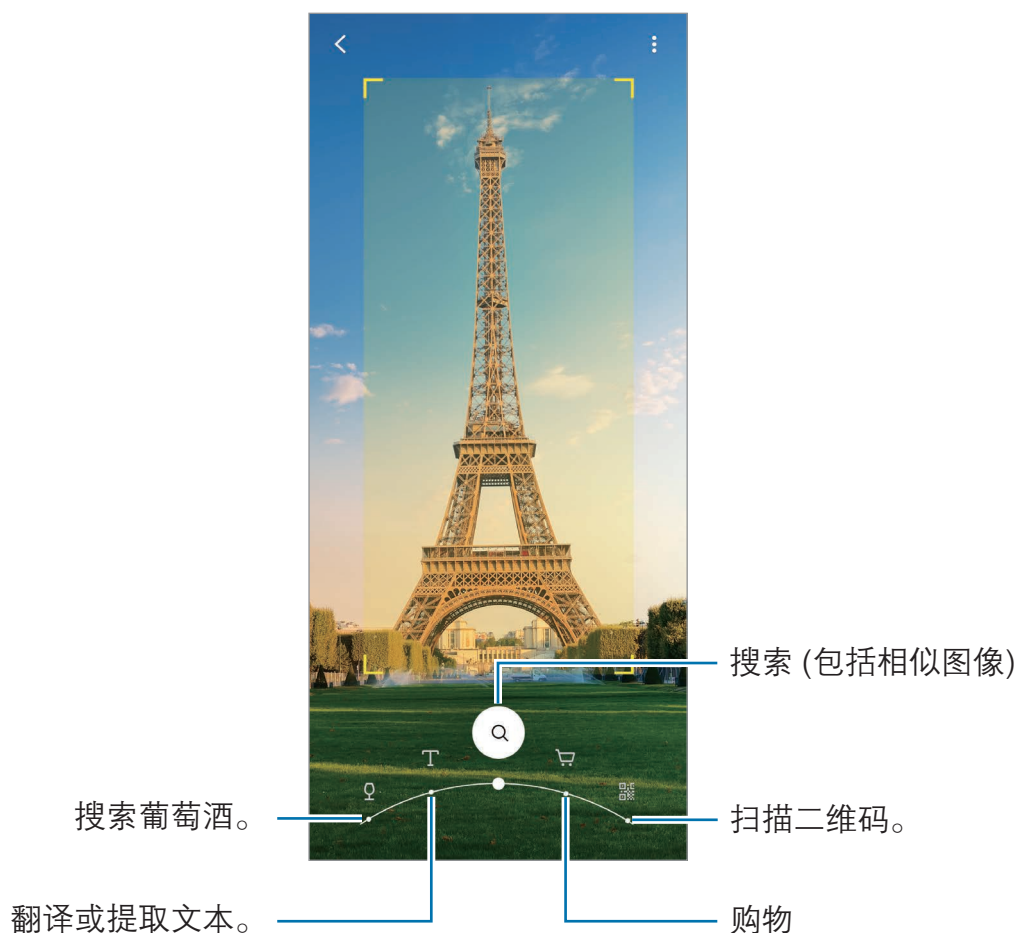 搜索 (包括相似图像)
搜索葡萄酒。
扫描二维码。
翻译或提取文本。
购物